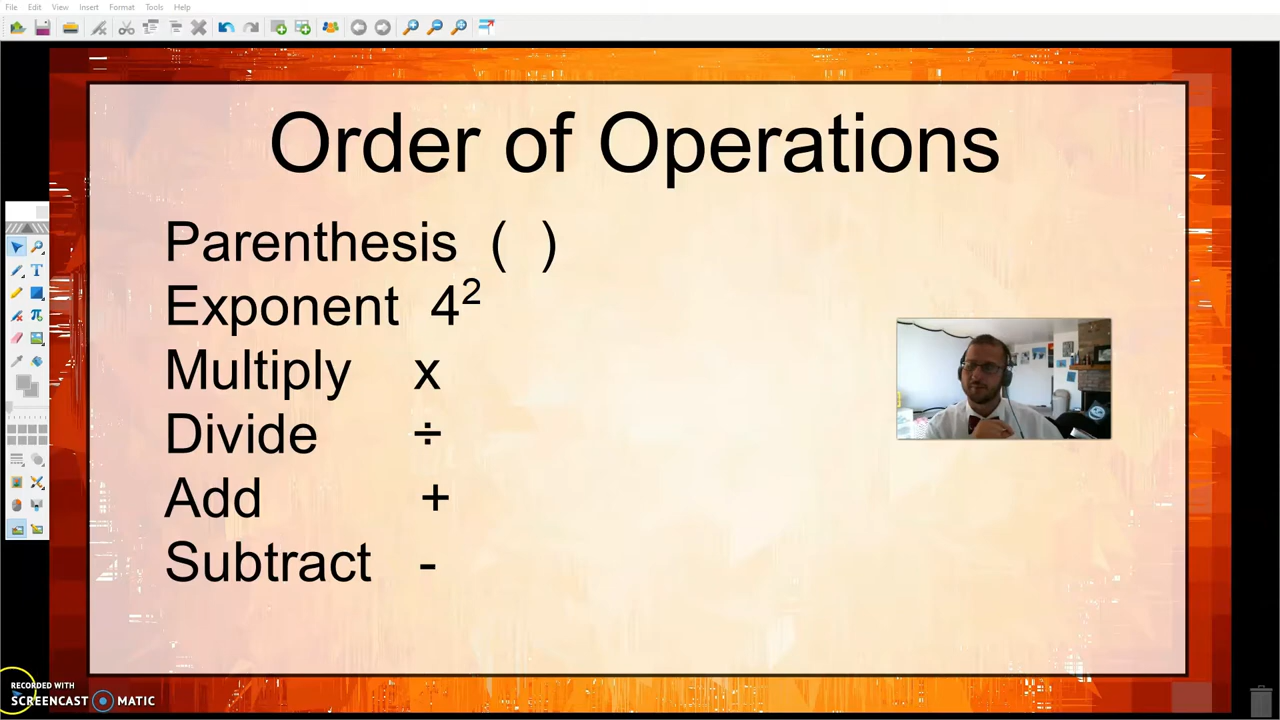 File Edit View Insert Format Tools Help
Order of Operations
Parenthesis ( )
Exponent 4²
Multiply x
Divide ÷
Add +
Subtract -
RECORDED WITH
SCREENCAST MATIC